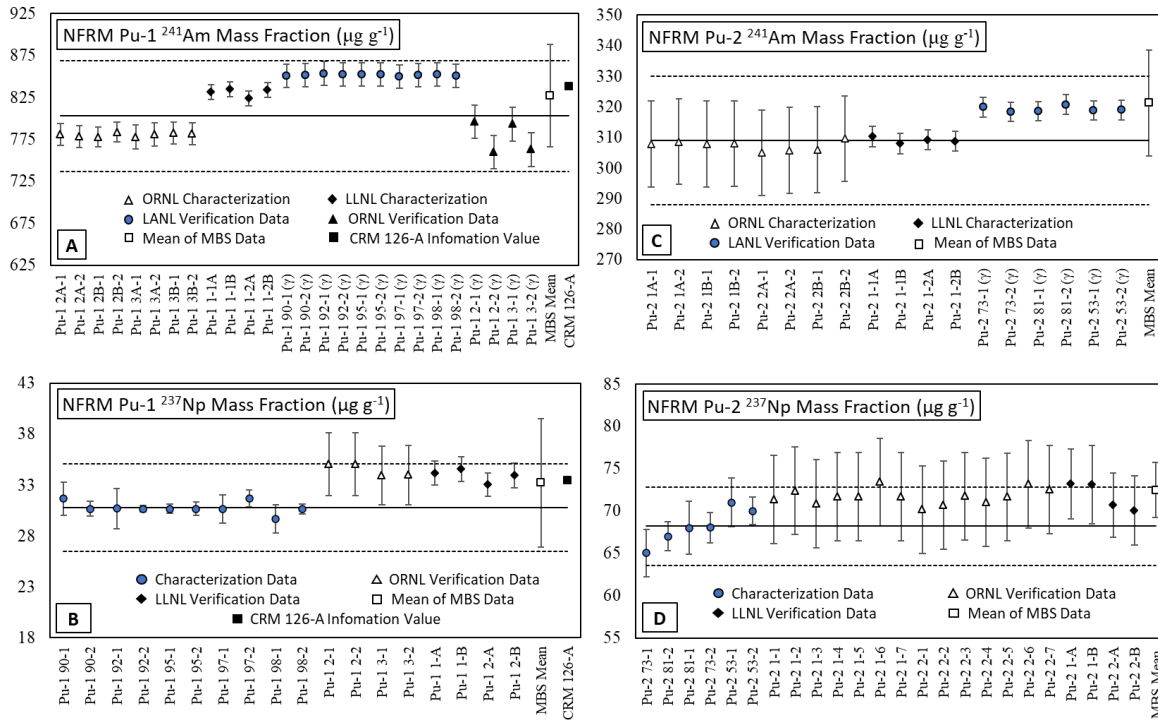 A
NFRM Pu-1 ²⁴¹Am Mass Fraction (μg g⁻¹)
925
875
825
775
725
675
625
ORNL Characterization
LLNL Characterization
LANL Verification Data
ORNL Verification Data
Mean of MBS Data
CRM 126-A Infomation Value
Pu-1 2A-1
Pu-1 2A-2
Pu-1 2B-1
Pu-1 2B-2
Pu-1 3A-1
Pu-1 3A-2
Pu-1 3B-1
Pu-1 3B-2
Pu-1 1-1A
Pu-1 1-1B
Pu-1 1-2A
Pu-1 1-2B
Pu-1 90-1 (γ)
Pu-1 90-2 (γ)
Pu-1 92-1 (γ)
Pu-1 92-2 (γ)
Pu-1 95-1 (γ)
Pu-1 95-2 (γ)
Pu-1 97-1 (γ)
Pu-1 97-2 (γ)
Pu-1 98-1 (γ)
Pu-1 98-2 (γ)
Pu-1 2-1 (γ)
Pu-1 2-2 (γ)
Pu-1 3-1 (γ)
Pu-1 3-2 (γ)
MBS Mean
CRM 126-A
C
NFRM Pu-2 ²⁴¹Am Mass Fraction (μg g⁻¹)
350
340
330
320
310
300
290
280
270
ORNL Characterization
LLNL Characterization
LANL Verification Data
Mean of MBS Data
Pu-2 1A-1
Pu-2 1A-2
Pu-2 1B-1
Pu-2 1B-2
Pu-2 2A-1
Pu-2 2A-2
Pu-2 2B-1
Pu-2 2B-2
Pu-2 1-1A
Pu-2 1-1B
Pu-2 1-2A
Pu-2 1-2B
Pu-2 73-1 (γ)
Pu-2 73-2 (γ)
Pu-2 81-1 (γ)
Pu-2 81-2 (γ)
Pu-2 53-1 (γ)
Pu-2 53-2 (γ)
MBS Mean
B
NFRM Pu-1 ²³⁷Np Mass Fraction (μg g⁻¹)
43
38
33
28
23
18
Characterization Data
ORNL Verification Data
LLNL Verification Data
Mean of MBS Data
CRM 126-A Infomation Value
Pu-1 90-1
Pu-1 90-2
Pu-1 92-1
Pu-1 92-2
Pu-1 95-1
Pu-1 95-2
Pu-1 97-1
Pu-1 97-2
Pu-1 98-1
Pu-1 98-2
Pu-1 2-1
Pu-1 2-2
Pu-1 3-1
Pu-1 3-2
Pu-1 1-A
Pu-1 1-B
Pu-1 2-A
Pu-1 2-B
MBS Mean
CRM 126-A
D
NFRM Pu-2 ²³⁷Np Mass Fraction (μg g⁻¹)
85
80
75
70
65
60
55
Characterization Data
ORNL Verification Data
LLNL Verification Data
Mean of MBS Data
Pu-2 73-1
Pu-2 81-2
Pu-2 81-1
Pu-2 73-2
Pu-2 53-1
Pu-2 53-2
Pu-2 1-1
Pu-2 1-2
Pu-2 1-3
Pu-2 1-4
Pu-2 1-5
Pu-2 1-6
Pu-2 1-7
Pu-2 2-1
Pu-2 2-2
Pu-2 2-3
Pu-2 2-4
Pu-2 2-5
Pu-2 2-6
Pu-2 2-7
Pu-2 1-A
Pu-2 1-B
Pu-2 2-A
Pu-2 2-B
MBS Mean